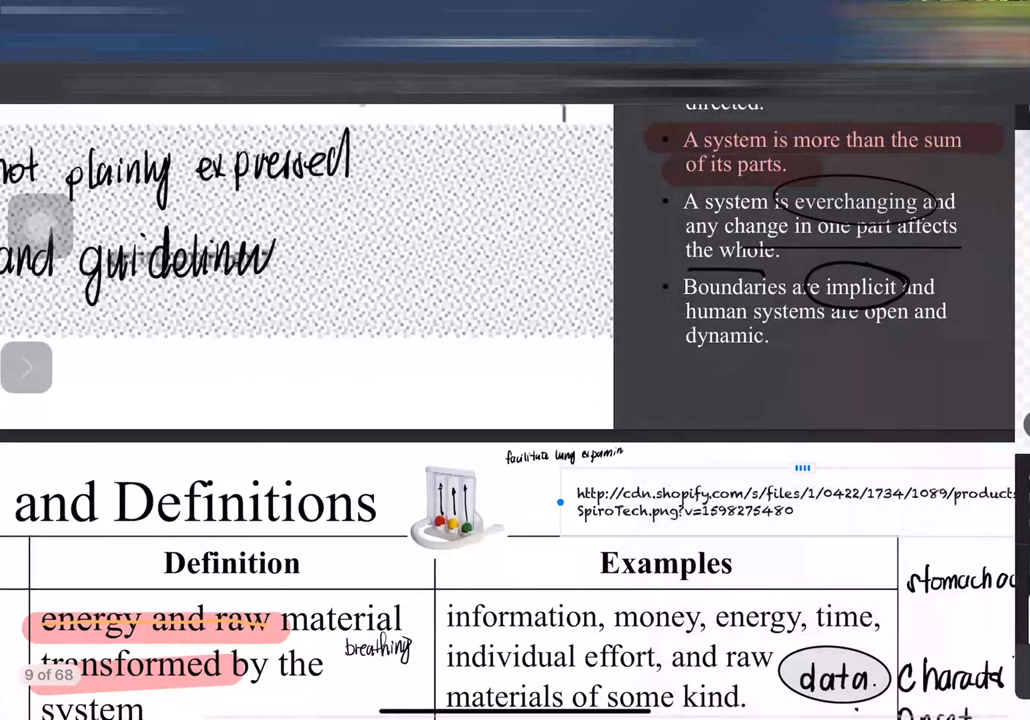 directed.
• A system is more than the sum
of its parts.
• A system is everchanging and
any change in one part affects
the whole.
• Boundaries are implicit and
human systems are open and
dynamic.
not plainly expressed
and guidelines
facilitate lung
http://cdn.shopify.com/s/files/1/0422/1734/1089/product
SpiroTech.png?v=1598275480
and Definitions
Definition
Examples
energy and raw material
breathing
transformed by the
system
information, money, energy, time,
individual effort, and raw
materials of some kind.
data.
9 of 68